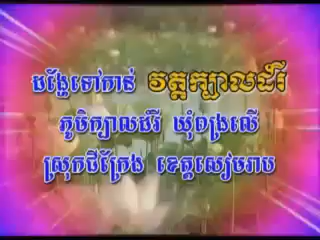 ដង្ហែទៅកាន់ វត្តក្បាលដំរី
ភូមិក្បាលដំរី ឃុំពង្រលើ
ស្រុកជីក្រែង ខេត្តសៀមរាប